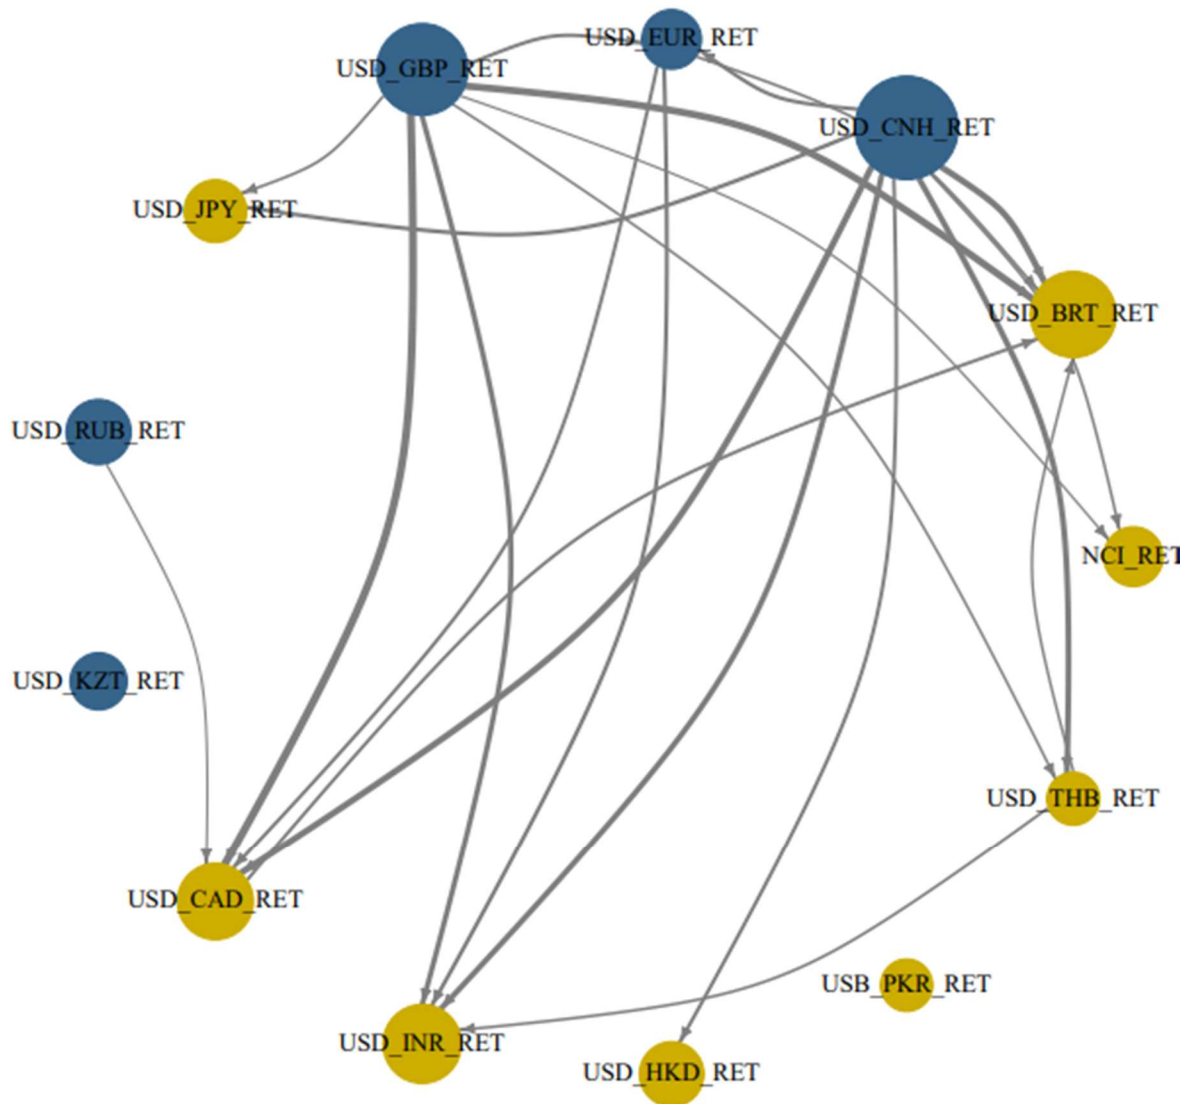 USD_EUR_RET
USD_GBP_RET
USD_CNH_RET
USD_JPY_RET
USD_BRT_RET
USD_RUB_RET
NCI_RET
USD_KZT_RET
USD_THB_RET
USD_CAD_RET
USB_PKR_RET
USD_INR_RET
USD_HKD_RET